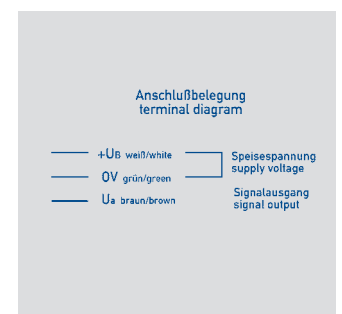 Anschlußbelegung
terminal diagram
+UB weiß/white
0V grün/green
Ua braun/brown
Speisespannung
supply voltage
Signalausgang
signal output